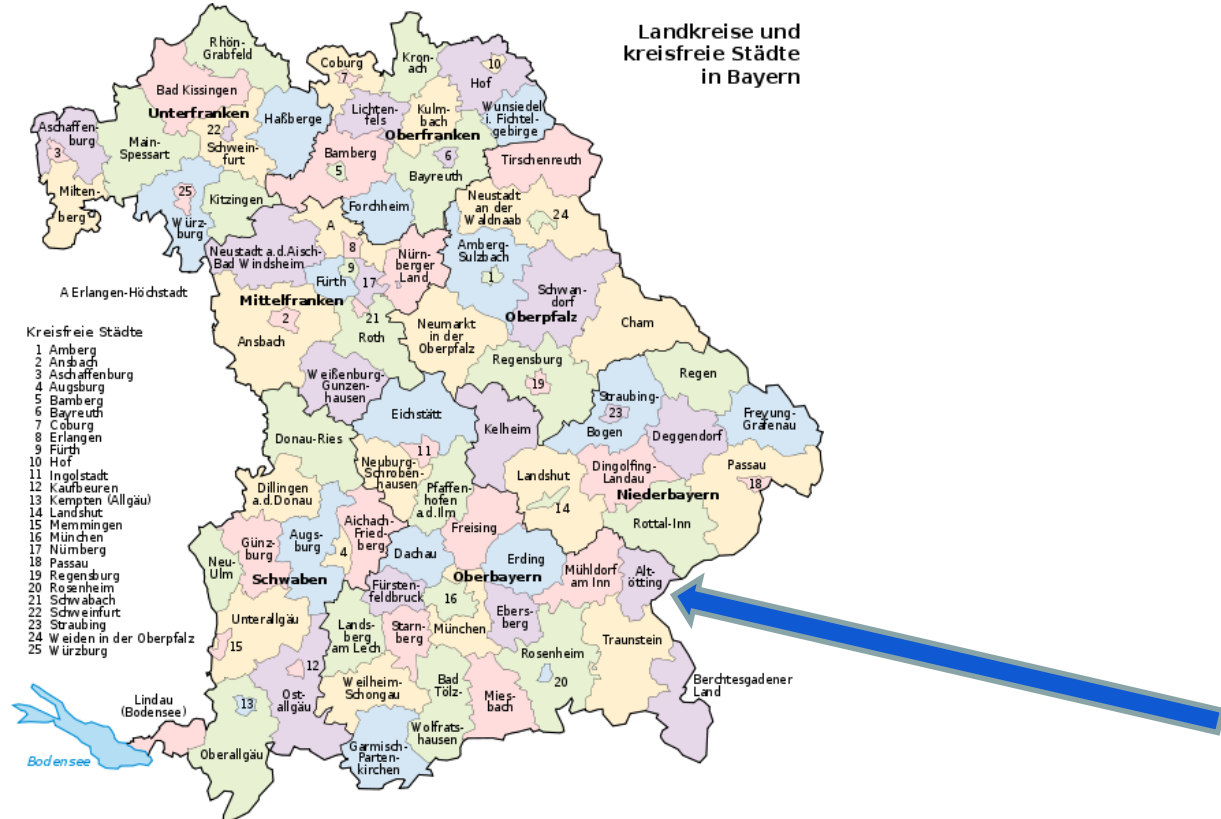 Landkreise und
kreisfreie Städte
in Bayern
Rhön-
Grabfeld
Coburg
7
Kron-
ach
10
Hof
Bad Kissingen
Unterfranken
Haßberge
Lichten-
fels
Kulm-
bach
Wunsiedel
i. Fichtel-
gebirge
Oberfranken
Aschaffen-
burg
3
Main-
Spessart
22
Schwein-
furt
Bamberg
5
6
Bayreuth
Tirschenreuth
Milten-
berg
25
Würz-
burg
Kitzingen
Forchheim
Neustadt
an der
Waldnaab
24
A
8
Neustadt a.d.Aisch-
Bad Windsheim
9
Fürth
17
Nürn-
berger
Land
Amberg-
Sulzbach
1
Schwan-
dorf
Oberpfalz
A Erlangen-Höchstadt
Mittelfranken
2
Ansbach
21
Roth
Neumarkt
in der
Oberpfalz
Cham
Kreisfreie Städte
1 Amberg
2 Ansbach
3 Aschaffenburg
4 Augsburg
5 Bamberg
6 Bayreuth
7 Coburg
8 Erlangen
9 Fürth
10 Hof
11 Ingolstadt
12 Kaufbeuren
13 Kempten (Allgäu)
14 Landshut
15 Memmingen
16 München
17 Nürnberg
18 Passau
19 Regensburg
20 Rosenheim
21 Schwabach
22 Schweinfurt
23 Straubing
24 Weiden in der Oberpfalz
25 Würzburg
Weißenburg-
Gunzen-
hausen
Regensburg
19
Regen
Straubing-
23
Bogen
Freyung-
Grafenau
Deggendorf
Eichstätt
Kelheim
Donau-Ries
11
Neuburg-
Schroben-
hausen
Landshut
14
Dingolfing-
Landau
Niederbayern
Passau
18
Dillingen
a.d.Donau
Pfaffen-
hofen
a.d.Ilm
Rottal-Inn
Aichach-
Fried-
berg
Freising
Günz-
burg
Augs-
burg
4
Dachau
Erding
Neu-
Ulm
Schwaben
Oberbayern
Mühldorf
am Inn
Alt-
ötting
Fürsten-
feldbruck
16
Ebers-
berg
Unterallgäu
15
Lands-
berg
am Lech
Starn-
berg
München
Traunstein
Rosenheim
20
12
Ost-
allgäu
Weilheim-
Schongau
Bad
Tölz-
Wolfrats-
hausen
Mies-
bach
Berchtesgadener
Land
Lindau
(Bodensee)
13
Oberallgäu
Garmisch-
Parten-
kirchen
Bodensee